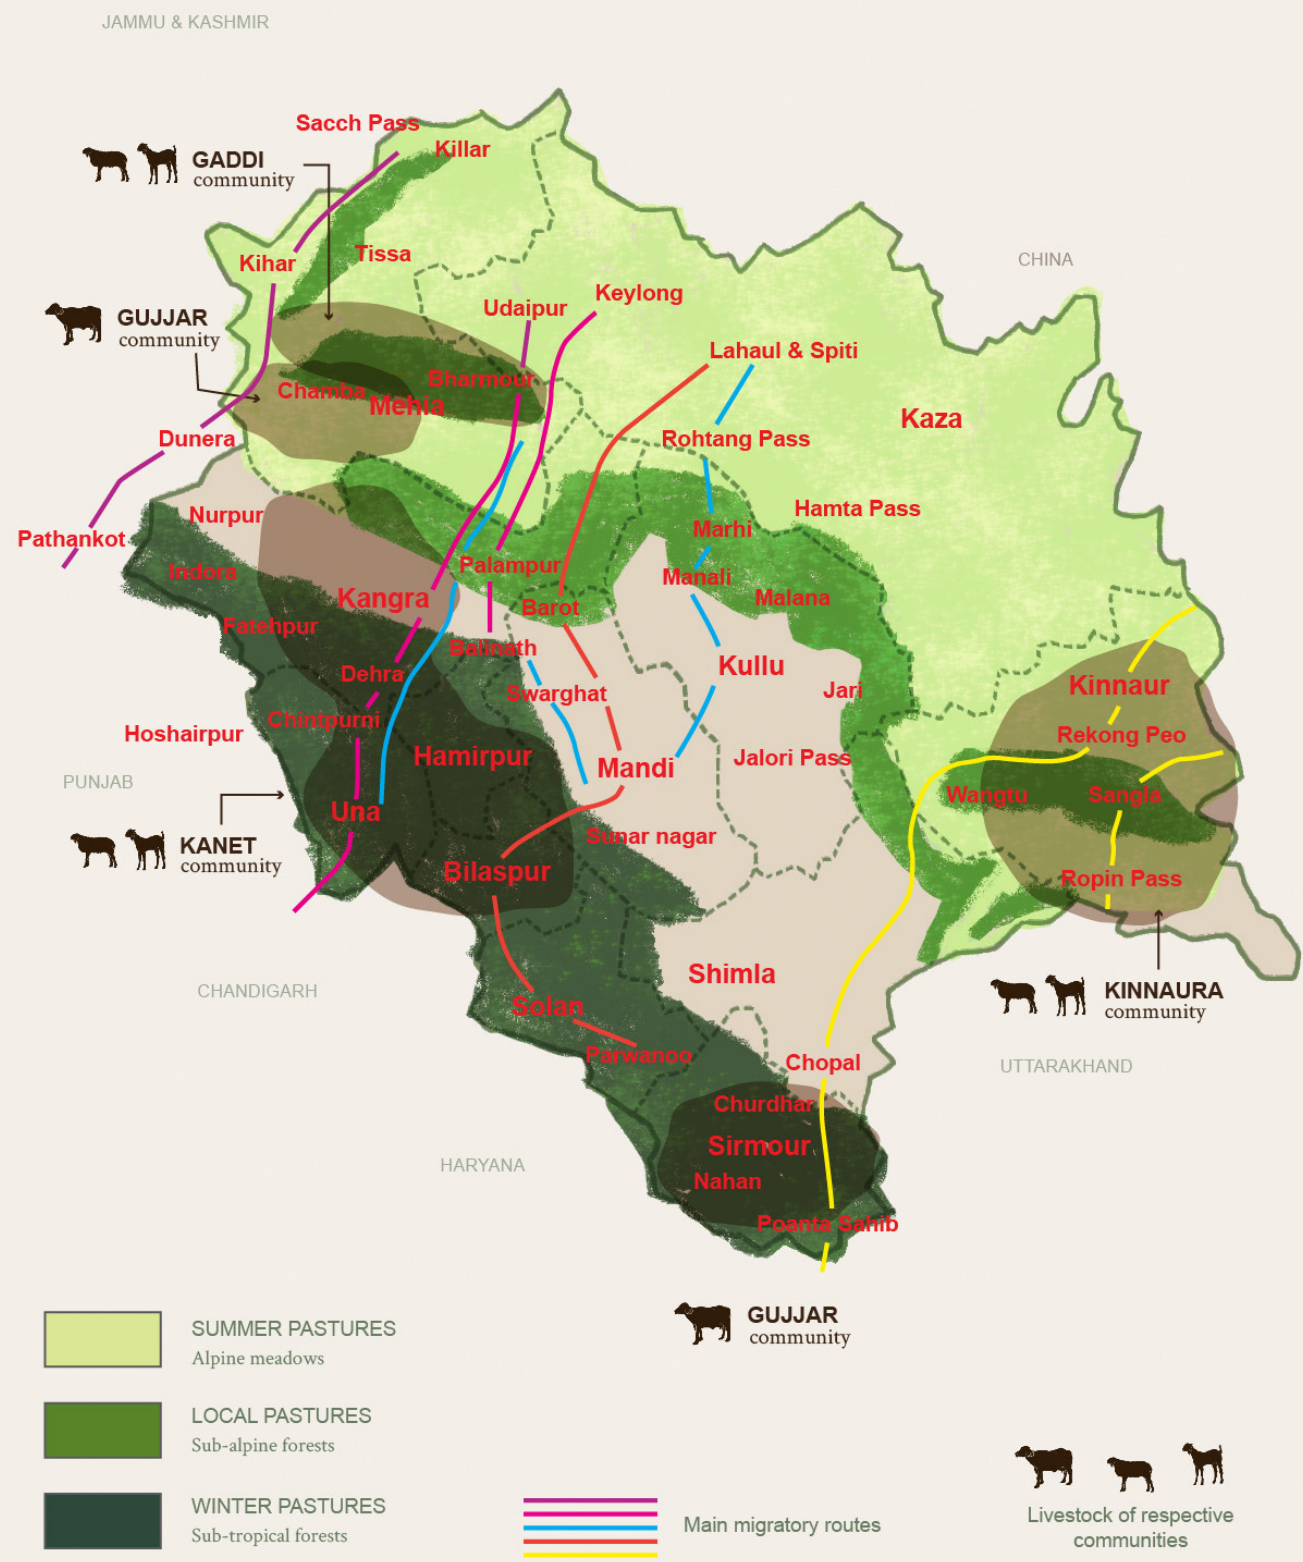 JAMMU & KASHMIR
Sacch Pass
Killar
GADDI
community
Tissa
Kihar
CHINA
Keylong
Udaipur
GUJJAR
community
Lahaul & Spiti
Bharmour
Chamba
Mehia
Kaza
Dunera
Rohtang Pass
Hamta Pass
Nurpur
Marhi
Pathankot
Palampur
Indora
Manali
Kangra
Malana
Barot
Fatehpur
Balinath
Kullu
Dehra
Kinnaur
Swarghat
Jari
Chintpurni
Hoshairpur
Rekong Peo
Hamirpur
Jalori Pass
Mandi
PUNJAB
Wangtu
Sangla
Una
Sunar nagar
KANET
community
Bilaspur
Ropin Pass
Shimla
CHANDIGARH
KINNAURA
community
Solan
Parwanoo
Chopal
UTTARAKHAND
Churdhar
Sirmour
HARYANA
Nahan
Poanta Sahib
GUJJAR
community
SUMMER PASTURES
Alpine meadows
LOCAL PASTURES
Sub-alpine forests
WINTER PASTURES
Sub-tropical forests
Main migratory routes
Livestock of respective
communities